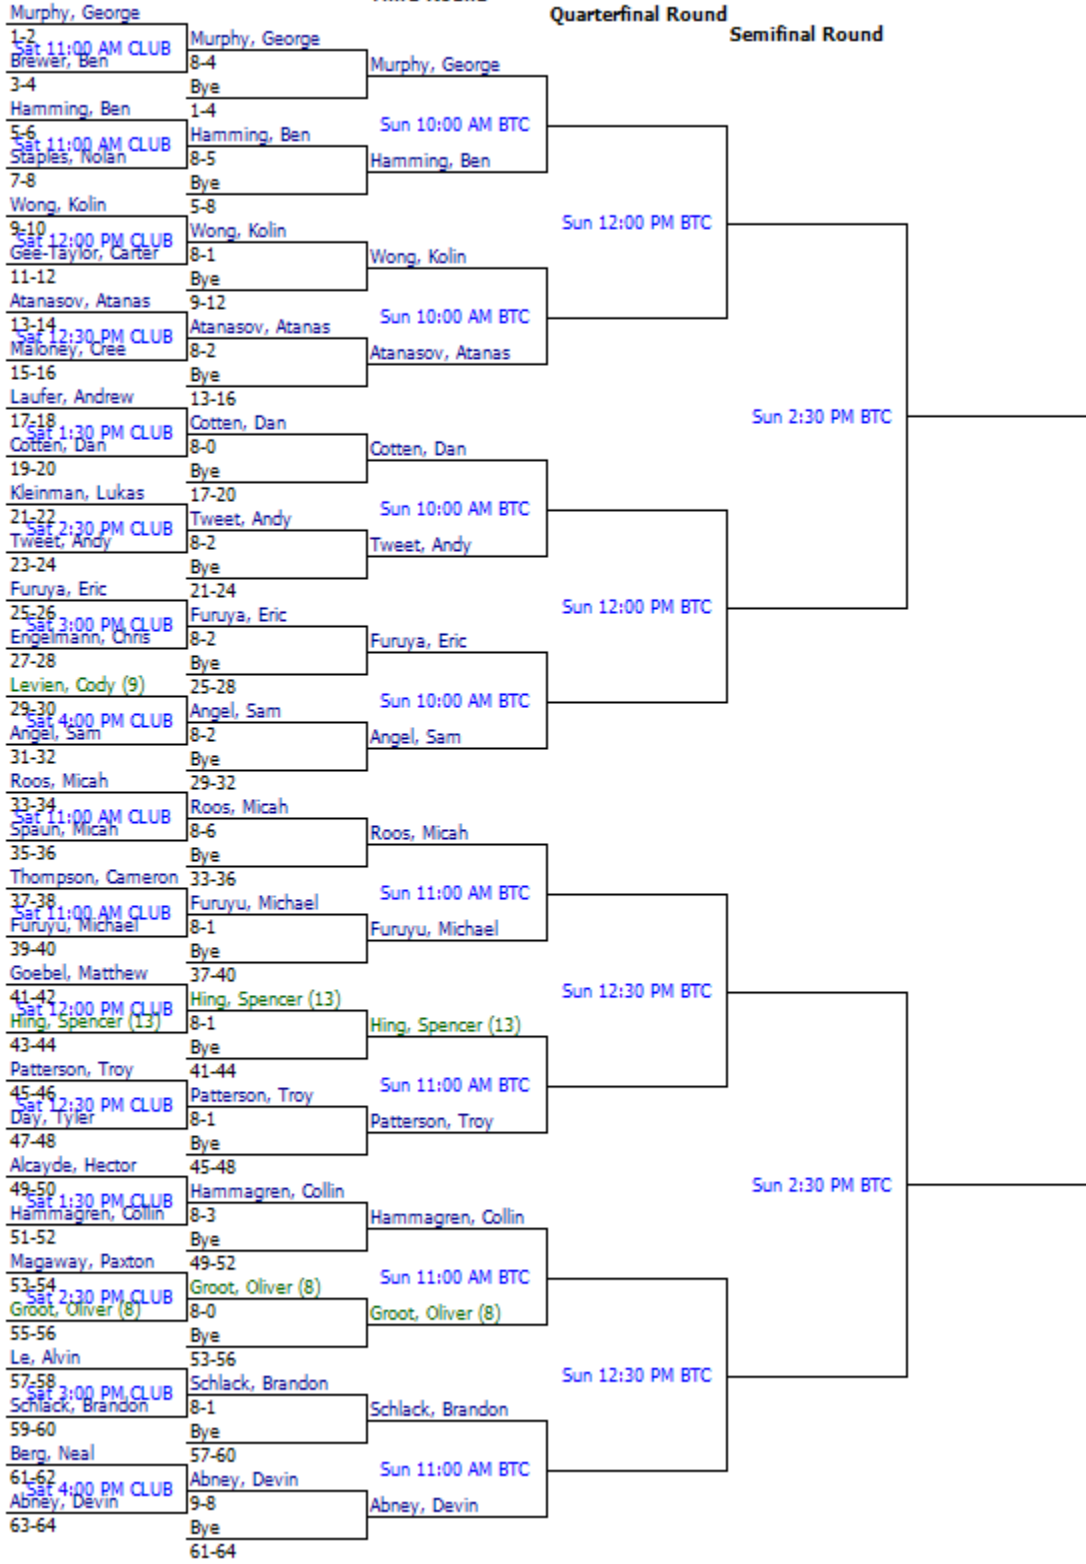 Third Round
Quarterfinal Round
Semifinal Round
Murphy, George
1-2
Sat 11:00 AM CLUB
Brewer, Ben
3-4
Hamming, Ben
5-6
Sat 11:00 AM CLUB
Staples, Nolan
7-8
Wong, Kolin
9-10
Sat 12:00 PM CLUB
Gee-Taylor, Carter
11-12
Atanasov, Atanas
13-14
Sat 12:30 PM CLUB
Maloney, Cree
15-16
Laufer, Andrew
17-18
Sat 1:30 PM CLUB
Cotten, Dan
19-20
Kleinman, Lukas
21-22
Sat 2:30 PM CLUB
Tweet, Andy
23-24
Furuya, Eric
25-26
Sat 3:00 PM CLUB
Engelmann, Chris
27-28
Levien, Cody (9)
29-30
Sat 4:00 PM CLUB
Angel, Sam
31-32
Roos, Micah
33-34
Sat 11:00 AM CLUB
Spaun, Micah
35-36
Thompson, Cameron
37-38
Sat 11:00 AM CLUB
Furuyu, Michael
39-40
Goebel, Matthew
41-42
Sat 12:00 PM CLUB
Hing, Spencer (13)
43-44
Patterson, Troy
45-46
Sat 12:30 PM CLUB
Day, Tyler
47-48
Alcayde, Hector
49-50
Sat 1:30 PM CLUB
Hammagren, Collin
51-52
Magaway, Paxton
53-54
Sat 2:30 PM CLUB
Groot, Oliver (8)
55-56
Le, Alvin
57-58
Sat 3:00 PM CLUB
Schlack, Brandon
59-60
Berg, Neal
61-62
Sat 4:00 PM CLUB
Abney, Devin
63-64
Murphy, George
8-4
Bye
1-4
Hamming, Ben
8-5
Bye
5-8
Wong, Kolin
8-1
Bye
9-12
Atanasov, Atanas
8-2
Bye
13-16
Cotten, Dan
8-0
Bye
17-20
Tweet, Andy
8-2
Bye
21-24
Furuya, Eric
8-2
Bye
25-28
Angel, Sam
8-2
Bye
29-32
Roos, Micah
8-6
Bye
33-36
Furuyu, Michael
8-1
Bye
37-40
Hing, Spencer (13)
8-1
Bye
41-44
Patterson, Troy
8-1
Bye
45-48
Hammagren, Collin
8-3
Bye
49-52
Groot, Oliver (8)
8-0
Bye
53-56
Schlack, Brandon
8-1
Bye
57-60
Abney, Devin
9-8
Bye
61-64
Murphy, George
Sun 10:00 AM BTC
Hamming, Ben
Wong, Kolin
Sun 10:00 AM BTC
Atanasov, Atanas
Cotten, Dan
Sun 10:00 AM BTC
Tweet, Andy
Furuya, Eric
Sun 10:00 AM BTC
Angel, Sam
Roos, Micah
Sun 11:00 AM BTC
Furuyu, Michael
Hing, Spencer (13)
Sun 11:00 AM BTC
Patterson, Troy
Hammagren, Collin
Sun 11:00 AM BTC
Groot, Oliver (8)
Schlack, Brandon
Sun 11:00 AM BTC
Abney, Devin
Sun 12:00 PM BTC
Sun 12:00 PM BTC
Sun 12:30 PM BTC
Sun 12:30 PM BTC
Sun 2:30 PM BTC
Sun 2:30 PM BTC